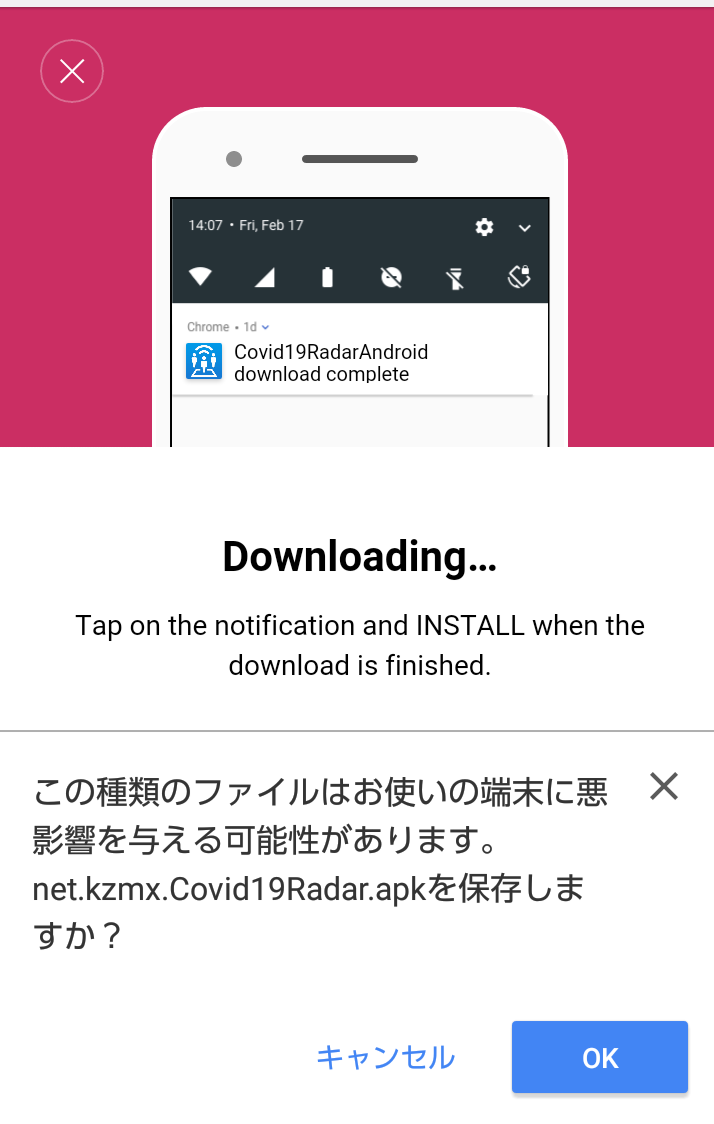 14:07 • Fri, Feb 17
Chrome • 1d
Covid19RadarAndroid
download complete
Downloading...
Tap on the notification and INSTALL when the
download is finished.
この種類のファイルはお使いの端末に悪
影響を与える可能性があります。
net.kzmx.Covid19Radar.apkを保存しま
すか？
キャンセル
OK